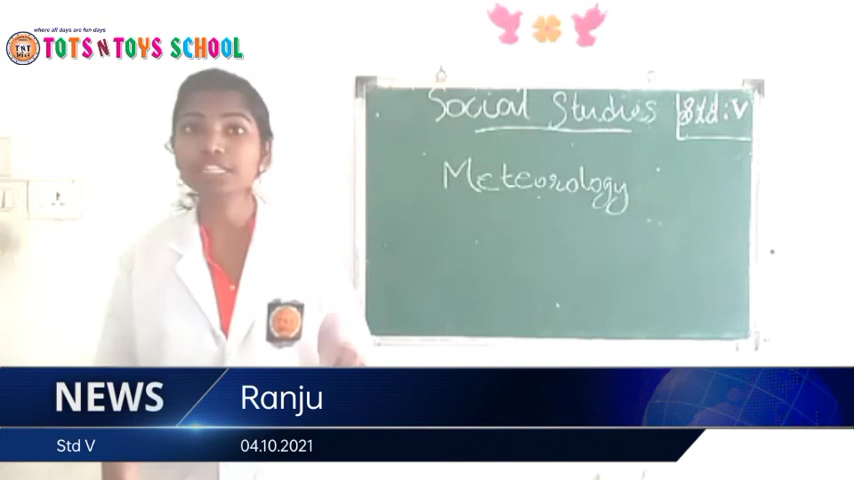 where all days are fun days
TOTS N TOYS SCHOOL
TNT
Social Studies
Std : V
Meteorology
NEWS
Ranju
Std V
04.10.2021